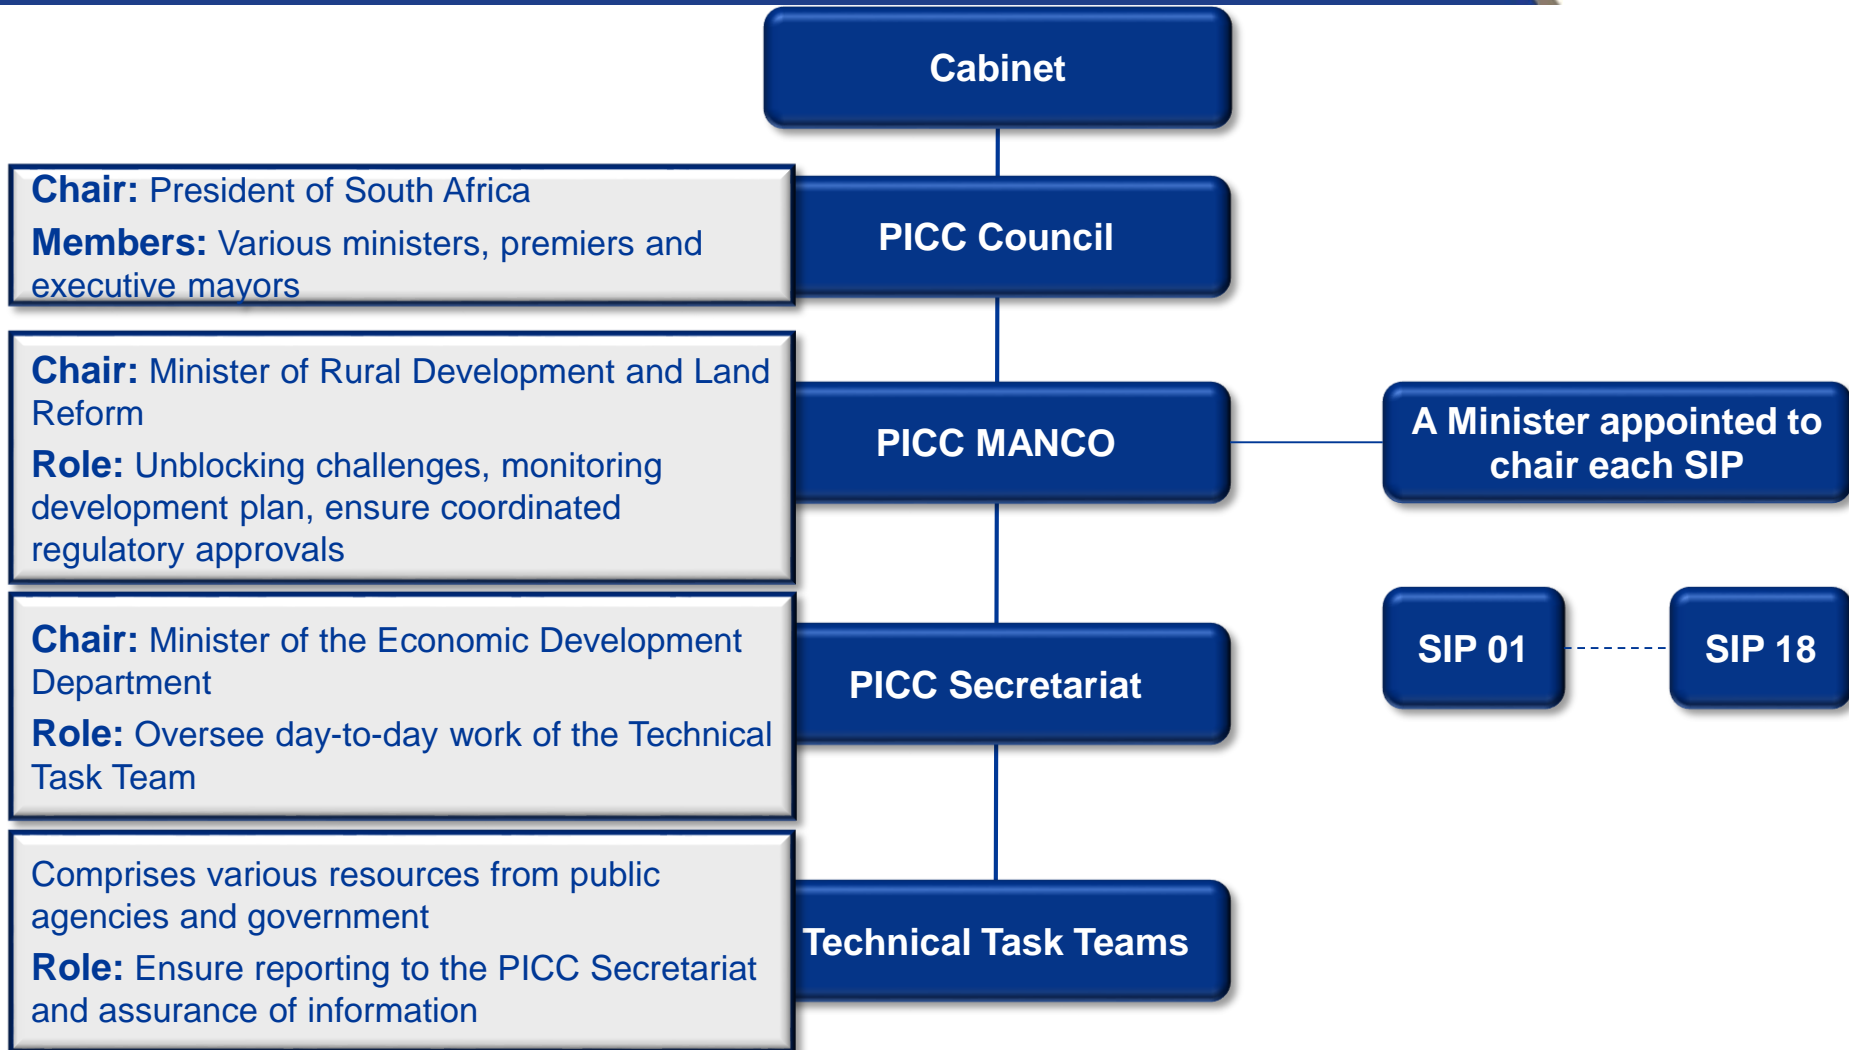 Cabinet
Chair: President of South Africa
Members: Various ministers, premiers and
executive mayors
PICC Council
Chair: Minister of Rural Development and Land
Reform
Role: Unblocking challenges, monitoring
development plan, ensure coordinated
regulatory approvals
PICC MANCO
A Minister appointed to
chair each SIP
Chair: Minister of the Economic Development
Department
Role: Oversee day-to-day work of the Technical
Task Team
PICC Secretariat
SIP 01
SIP 18
Comprises various resources from public
agencies and government
Role: Ensure reporting to the PICC Secretariat
and assurance of information
Technical Task Teams